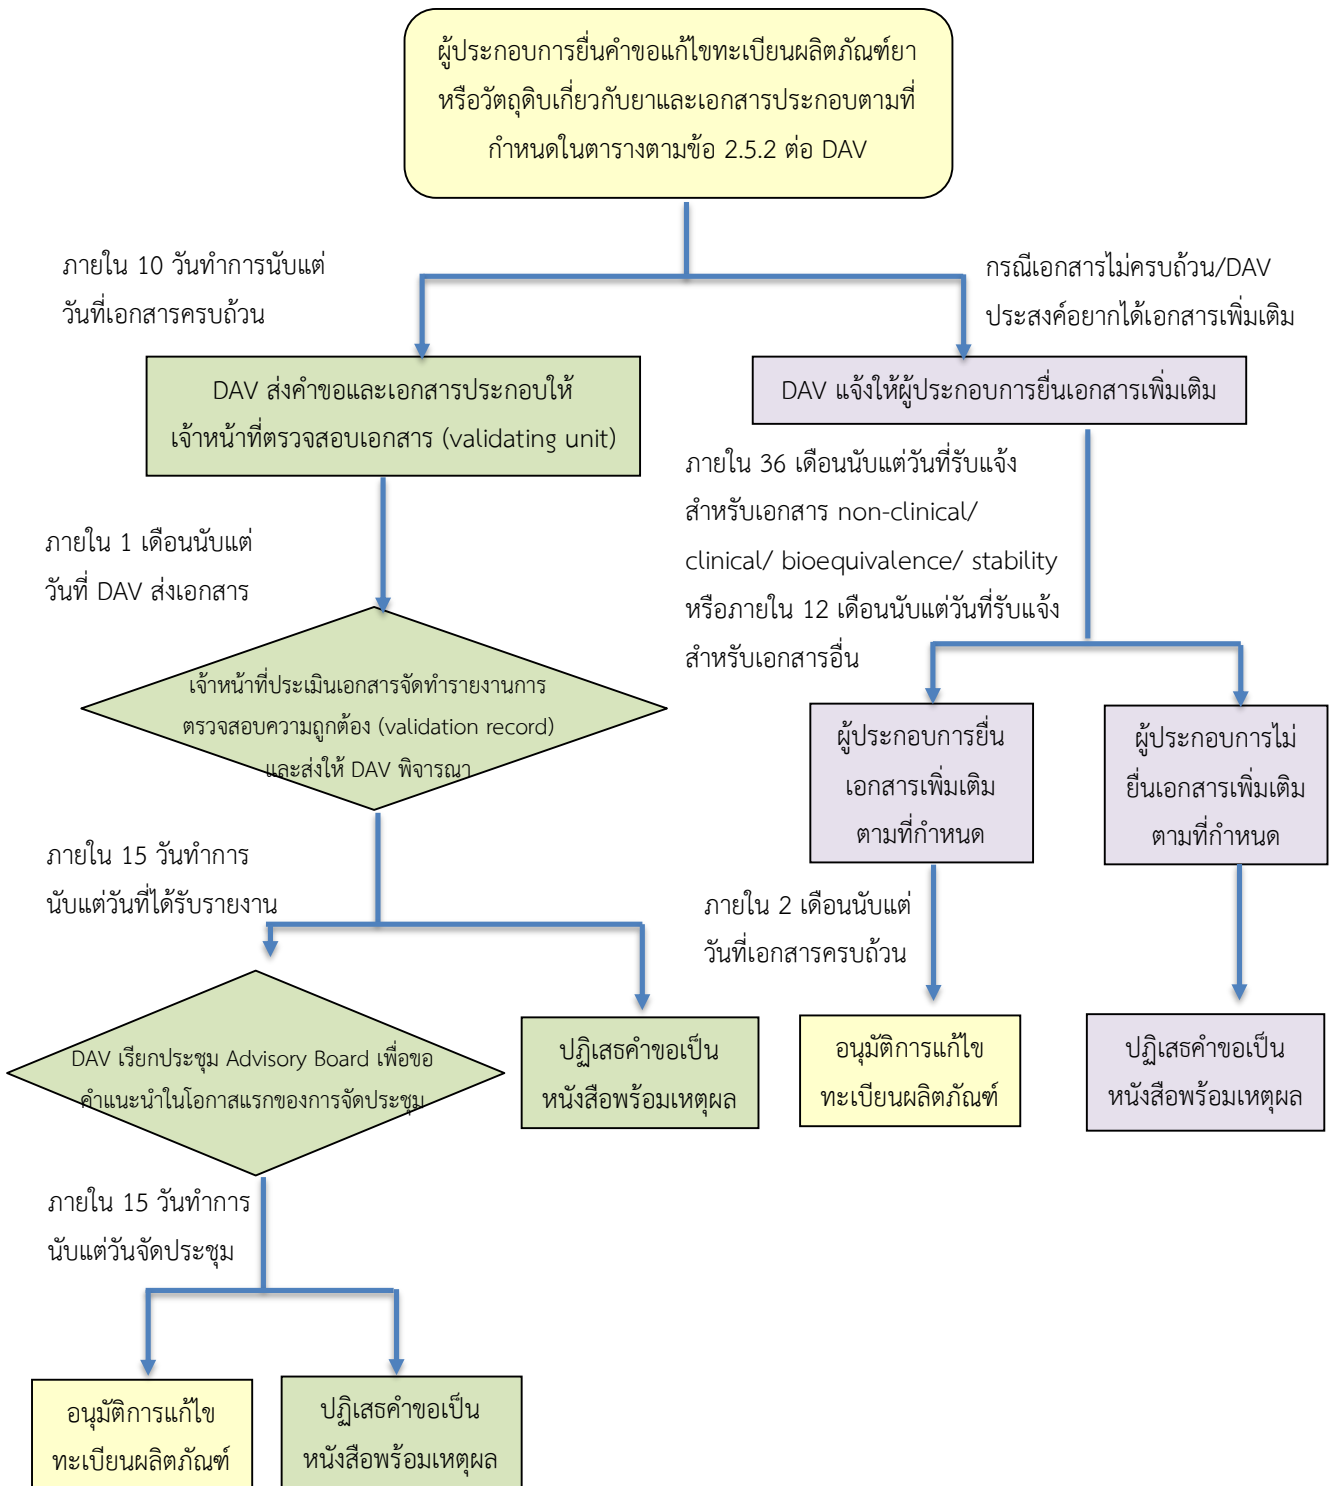 ผู้ประกอบการยื่นคำขอแก้ไขทะเบียนผลิตภัณฑ์ยา
หรือวัตถุดิบเกี่ยวกับยาและเอกสารประกอบตามที่
กำหนดในตารางตามข้อ 2.5.2 ต่อ DAV
ภายใน 10 วันทำการนับแต่
วันที่เอกสารครบถ้วน
กรณีเอกสารไม่ครบถ้วน/DAV
ประสงค์อยากได้เอกสารเพิ่มเติม
DAV ส่งคำขอและเอกสารประกอบให้
เจ้าหน้าที่ตรวจสอบเอกสาร (validating unit)
DAV แจ้งให้ผู้ประกอบการยื่นเอกสารเพิ่มเติม
ภายใน 36 เดือนนับแต่วันที่รับแจ้ง
สำหรับเอกสาร non-clinical/
clinical/ bioequivalence/ stability
หรือภายใน 12 เดือนนับแต่วันที่รับแจ้ง
สำหรับเอกสารอื่น
ภายใน 1 เดือนนับแต่
วันที่ DAV ส่งเอกสาร
เจ้าหน้าที่ประเมินเอกสารจัดทำรายงานการ
ตรวจสอบความถูกต้อง (validation record)
และส่งให้ DAV พิจารณา
ผู้ประกอบการยื่น
เอกสารเพิ่มเติม
ตามที่กำหนด
ผู้ประกอบการไม่
ยื่นเอกสารเพิ่มเติม
ตามที่กำหนด
ภายใน 15 วันทำการ
นับแต่วันที่ได้รับรายงาน
ภายใน 2 เดือนนับแต่
วันที่เอกสารครบถ้วน
DAV เรียกประชุม Advisory Board เพื่อขอ
คำแนะนำในโอกาสแรกของการจัดประชุม
ปฏิเสธคำขอเป็น
หนังสือพร้อมเหตุผล
อนุมัติการแก้ไข
ทะเบียนผลิตภัณฑ์
ปฏิเสธคำขอเป็น
หนังสือพร้อมเหตุผล
ภายใน 15 วันทำการ
นับแต่วันจัดประชุม
อนุมัติการแก้ไข
ทะเบียนผลิตภัณฑ์
ปฏิเสธคำขอเป็น
หนังสือพร้อมเหตุผล